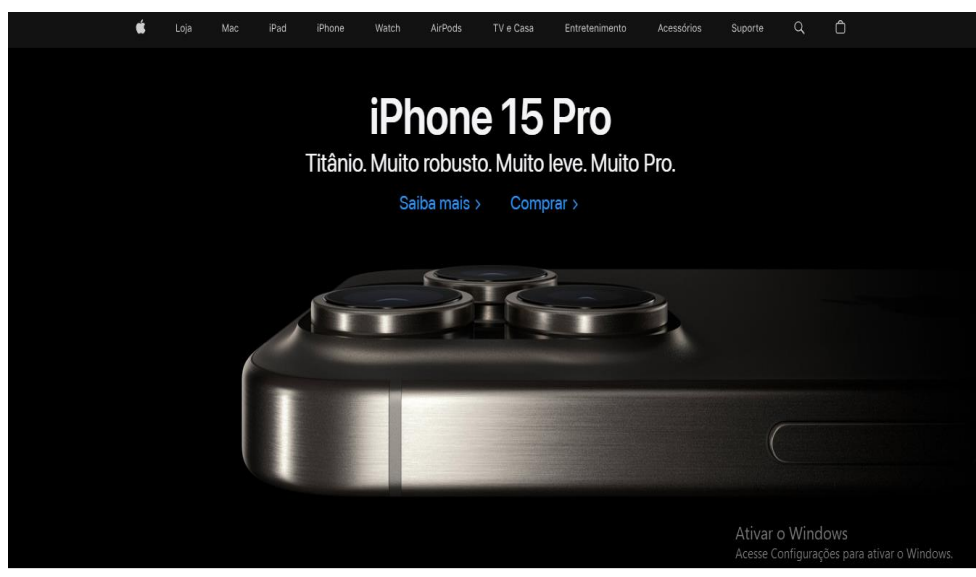 Loja Mac iPad iPhone Watch AirPods TV e Casa Entretenimento Acessórios Suporte
iPhone 15 Pro
Titânio. Muito robusto. Muito leve. Muito Pro.
Saiba mais > Comprar >
Ativar o Windows
Acesse Configurações para ativar o Windows.